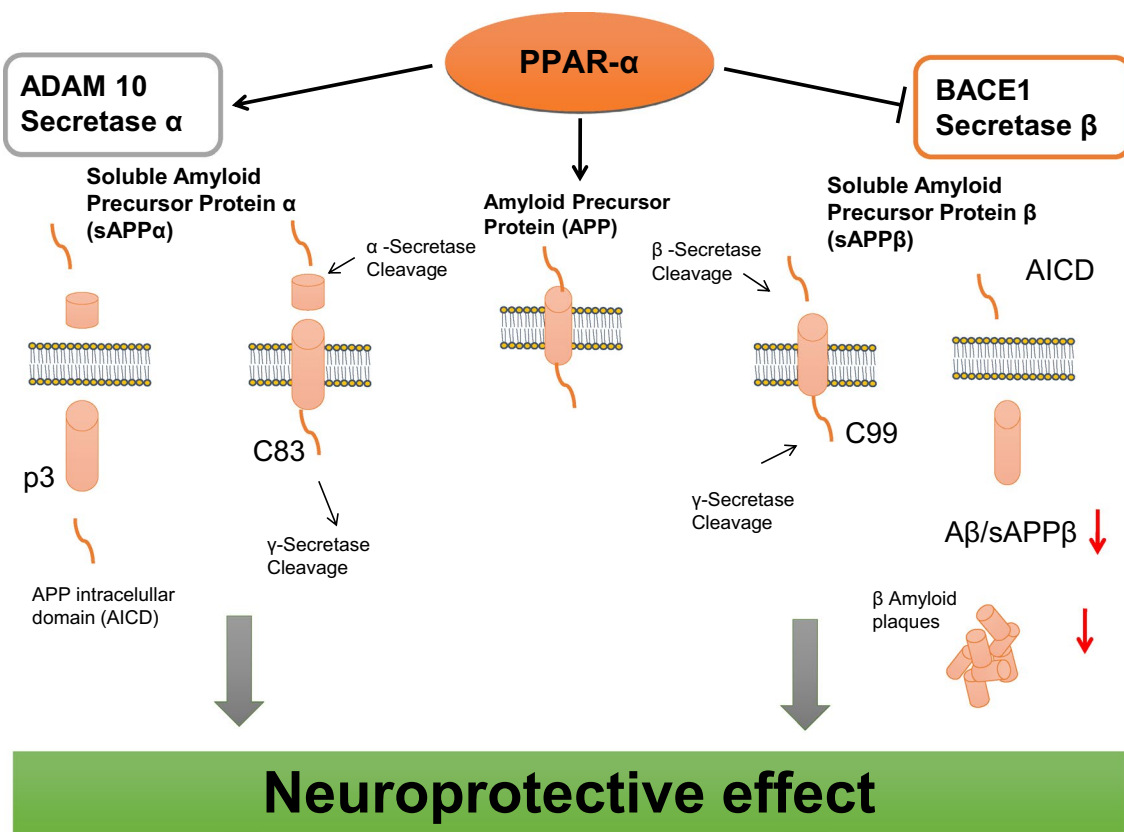 PPAR-α
ADAM 10
Secretase α
BACE1
Secretase β
Soluble Amyloid
Precursor Protein α
(sAPPα)
α -Secretase
Cleavage
Amyloid Precursor
Protein (APP)
β -Secretase
Cleavage
Soluble Amyloid
Precursor Protein β
(sAPPβ)
AICD
p3
C83
C99
γ-Secretase
Cleavage
γ-Secretase
Cleavage
Aβ/sAPPβ
APP intracelullar
domain (AICD)
β Amyloid
plaques
Neuroprotective effect